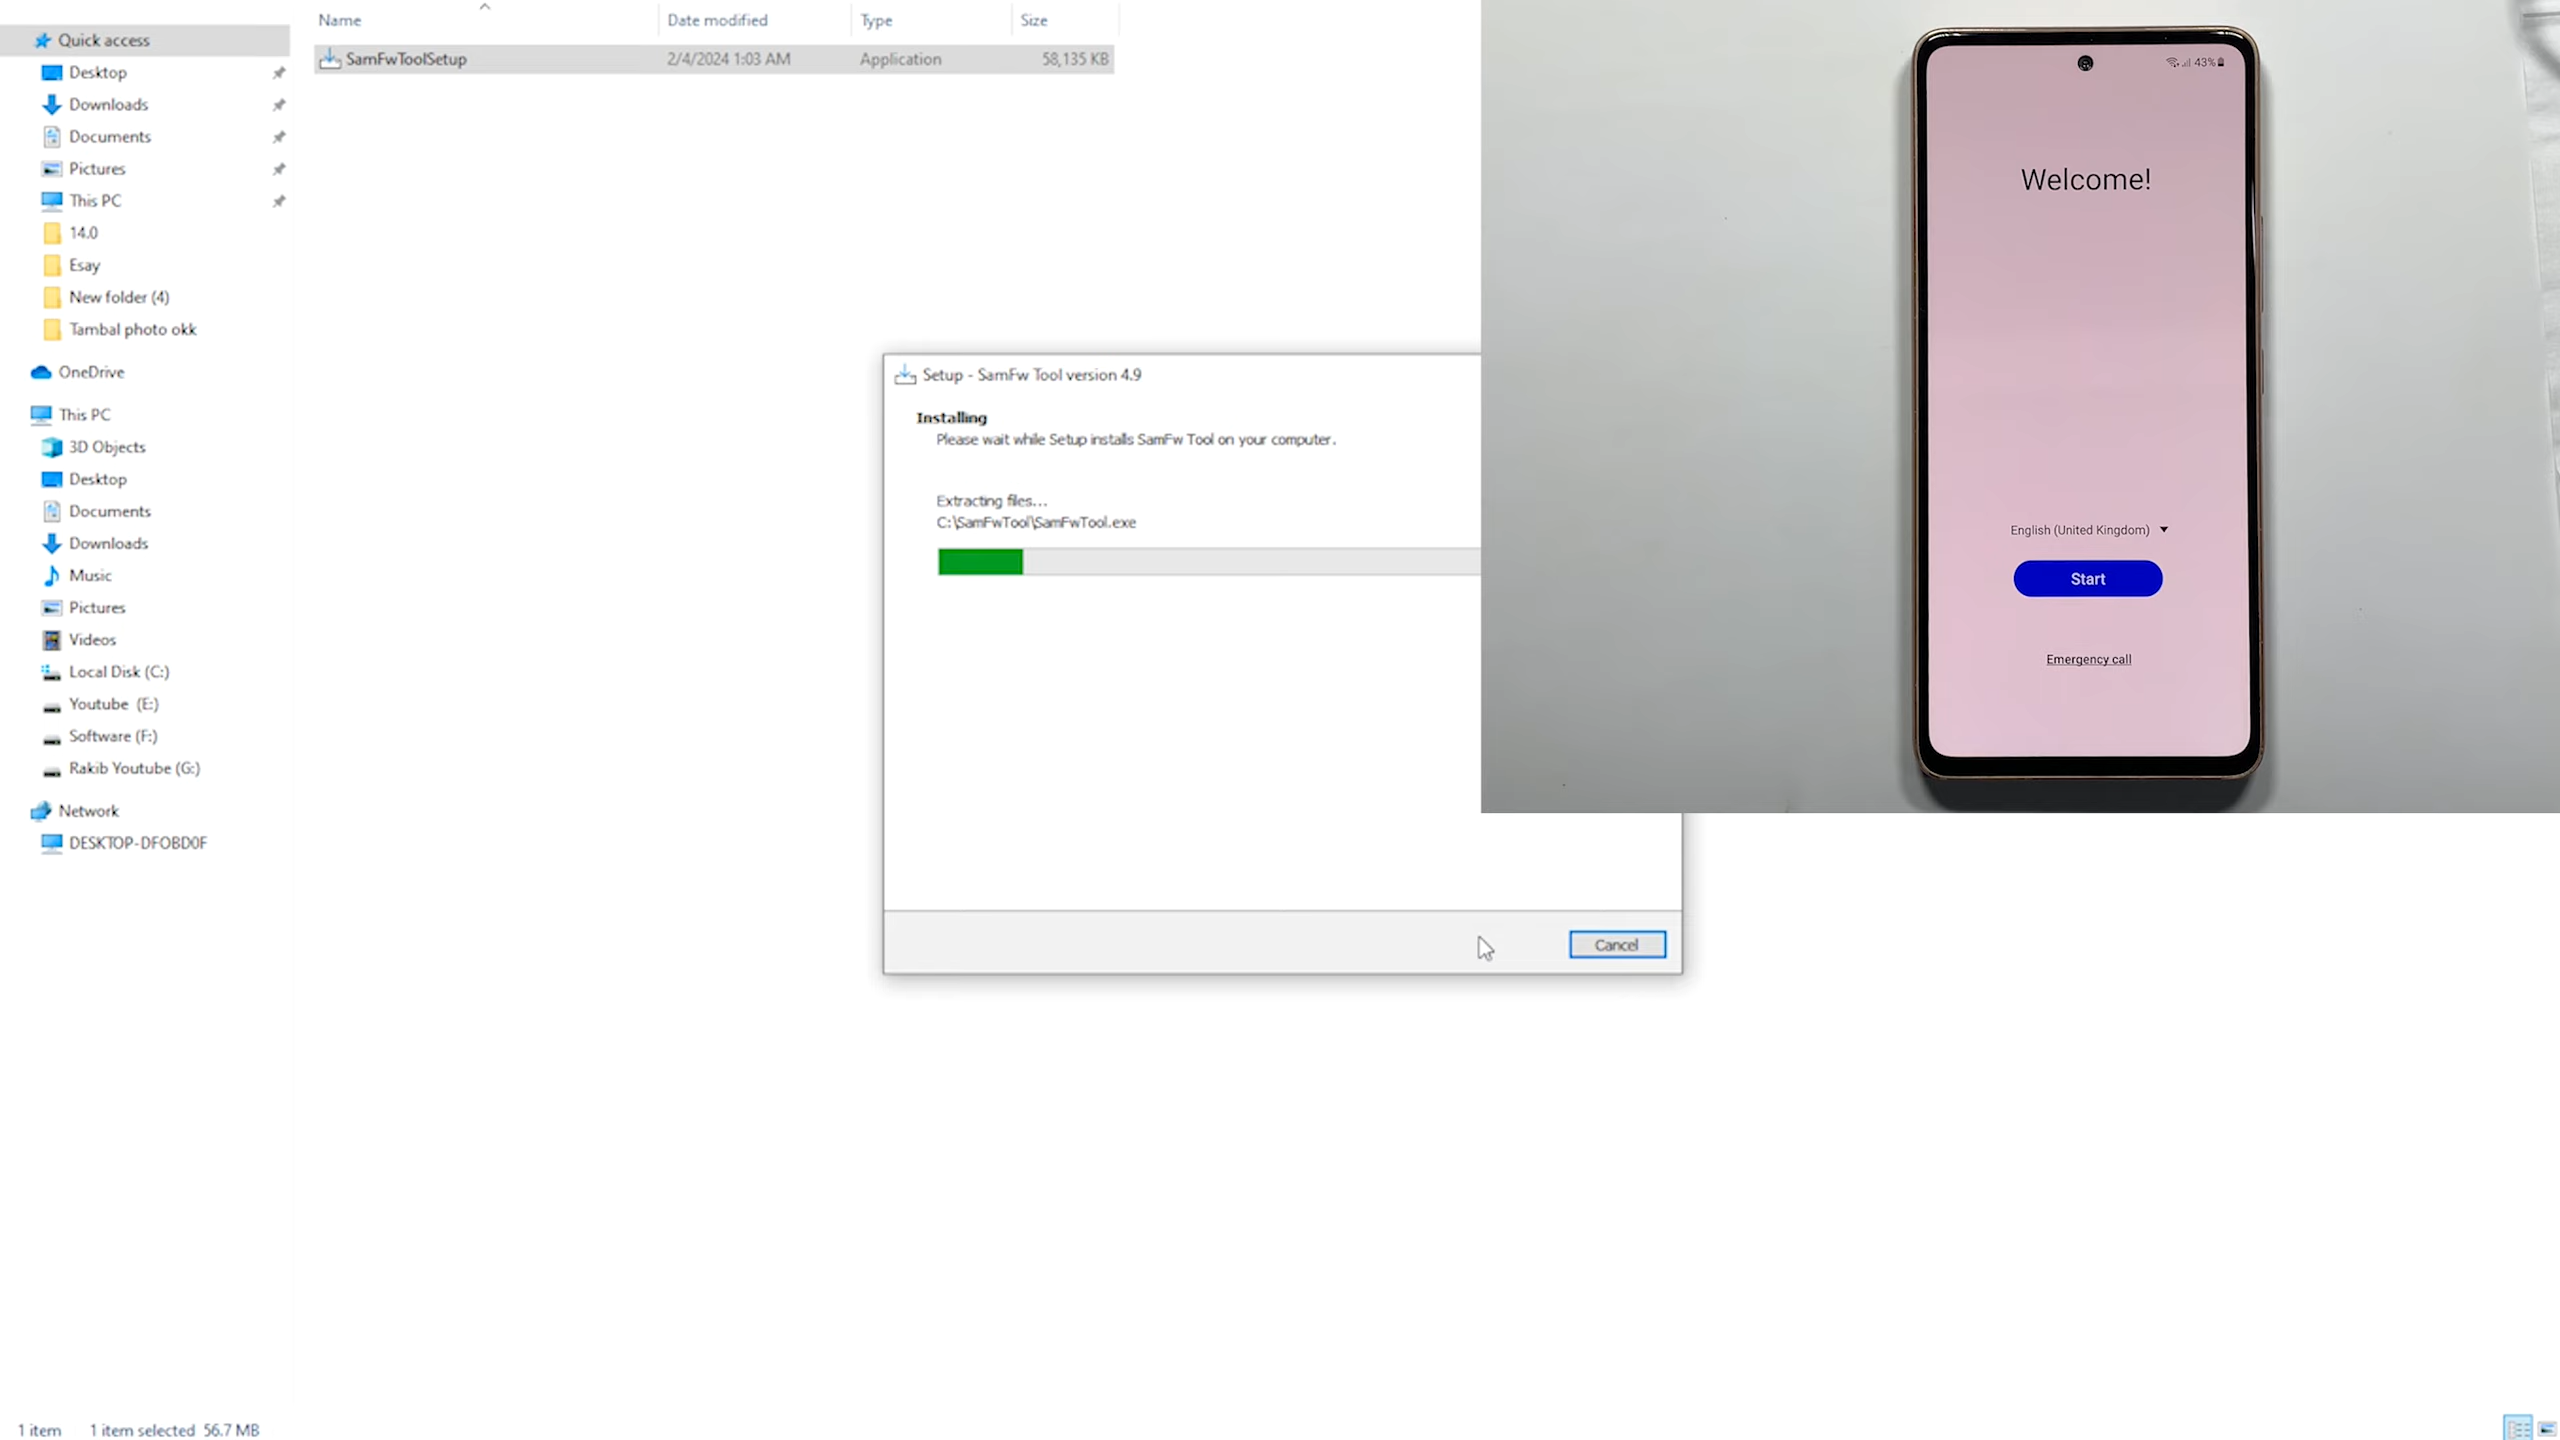 Name
Date modified
Type
Size
Quick access
Desktop
Downloads
Documents
Pictures
This PC
14.0
Esay
New folder (4)
Tambal photo okk
OneDrive
This PC
3D Objects
Desktop
Documents
Downloads
Music
Pictures
Videos
Local Disk (C:)
Youtube (E:)
Software (F:)
Rakib Youtube (G:)
Network
DESKTOP-DFOBD0F
SamFwToolSetup
2/4/2024 1:03 AM
Application
58,135 KB
Setup - SamFw Tool version 4.9
Installing
Please wait while Setup installs SamFw Tool on your computer.
Extracting files...
C:\SamFwTool\SamFwTool.exe
Cancel
43%
Welcome!
English (United Kingdom)
Start
Emergency call
1 item
1 item selected 56.7 MB